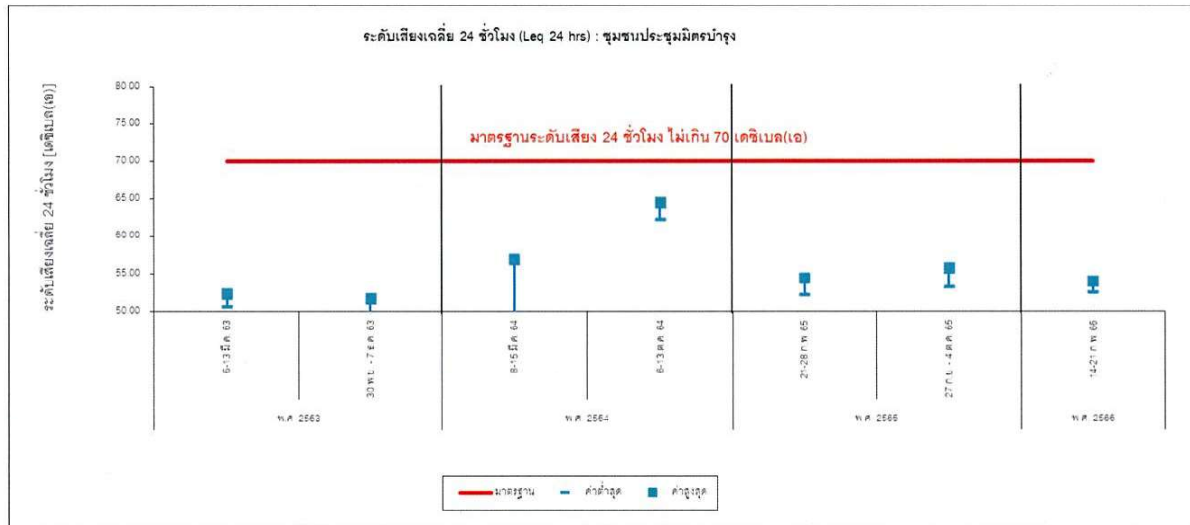 ระดับเสียงเฉลี่ย 24 ชั่วโมง (Leq 24 hrs) : ชุมชนประชุมมิตรบำรุง
ระดับเสียงเฉลี่ย 24 ชั่วโมง [เดซิเบล(เอ)]
80.00
75.00
70.00
65.00
60.00
55.00
50.00
มาตรฐานระดับเสียง 24 ชั่วโมง ไม่เกิน 70 เดซิเบล(เอ)
6-13 มี.ค. 63
30 พ.ย. - 7 ธ.ค. 63
8-15 มี.ค. 64
6-13 ต.ค. 64
21-28 ก.พ. 65
27 ก.ย. - 4 ต.ค. 65
14-21 ก.พ. 66
พ.ศ. 2563
พ.ศ. 2564
พ.ศ. 2565
พ.ศ. 2566
มาตรฐาน
ค่าต่ำสุด
ค่าสูงสุด